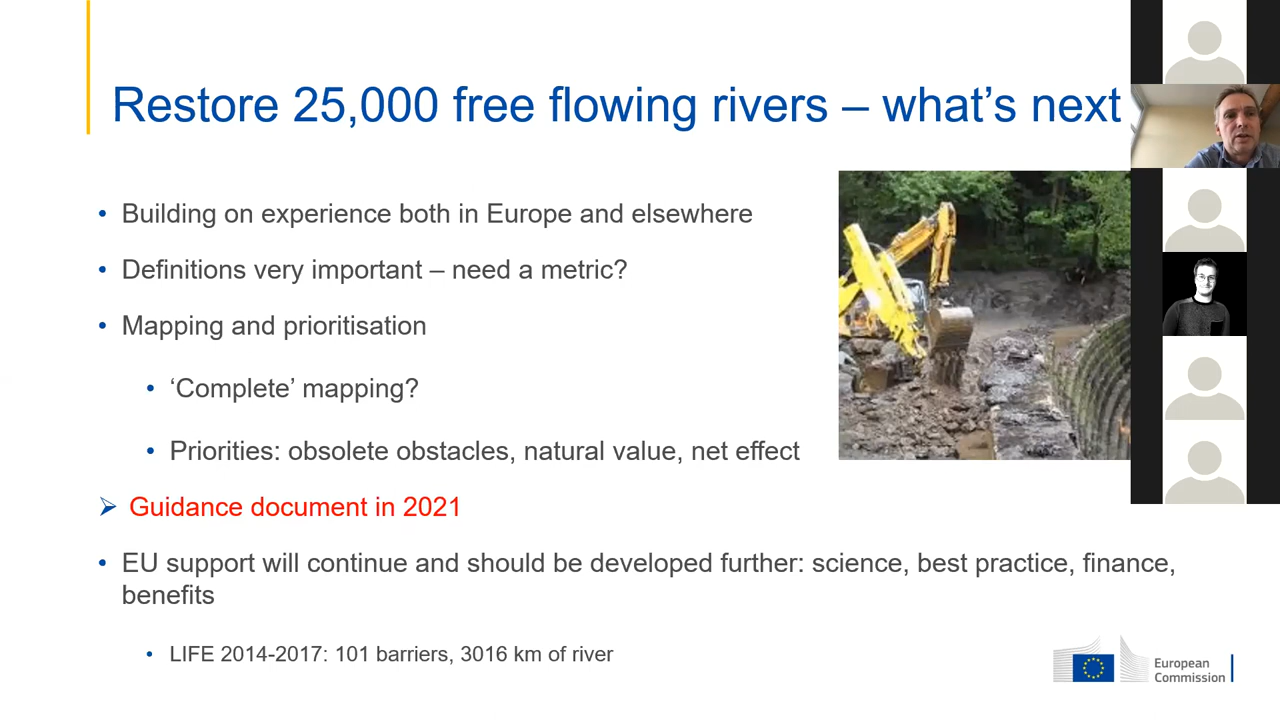 Restore 25,000 free flowing rivers – what’s next
• Building on experience both in Europe and elsewhere
• Definitions very important – need a metric?
• Mapping and prioritisation
• ‘Complete’ mapping?
• Priorities: obsolete obstacles, natural value, net effect
➢ Guidance document in 2021
• EU support will continue and should be developed further: science, best practice, finance,
benefits
• LIFE 2014-2017: 101 barriers, 3016 km of river
European
Commission